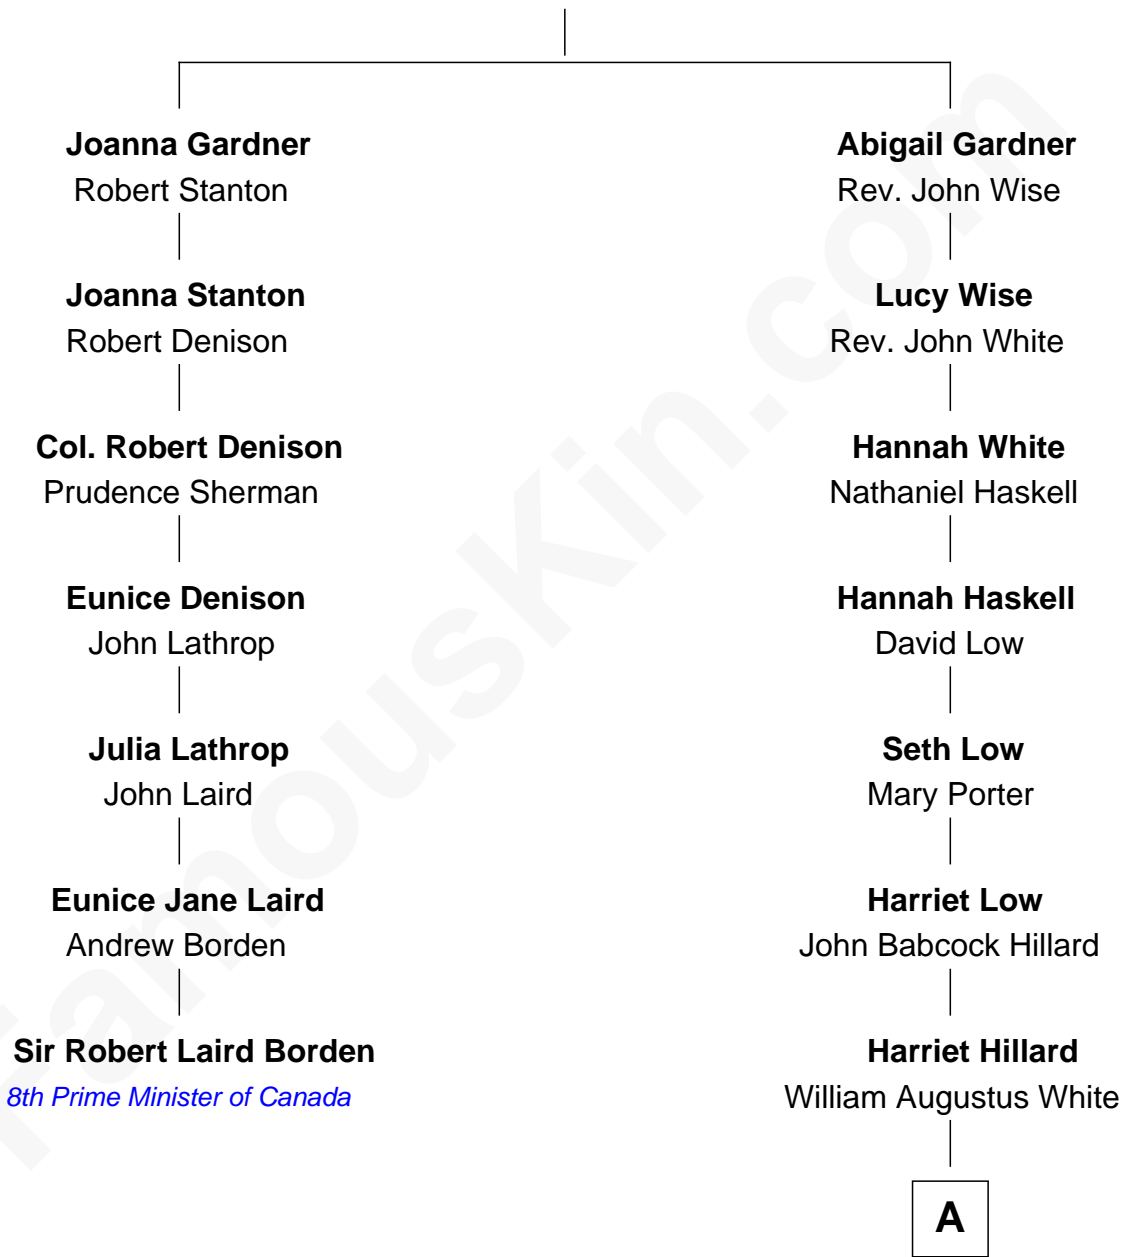 Joanna Gardner
Robert Stanton
Joanna Stanton
Robert Denison
Col. Robert Denison
Prudence Sherman
Eunice Denison
John Lathrop
Julia Lathrop
John Laird
Eunice Jane Laird
Andrew Borden
Sir Robert Laird Borden
8th Prime Minister of Canada
Abigail Gardner
Rev. John Wise
Lucy Wise
Rev. John White
Hannah White
Nathaniel Haskell
Hannah Haskell
David Low
Seth Low
Mary Porter
Harriet Low
John Babcock Hillard
Harriet Hillard
William Augustus White
A
FamousKin.com